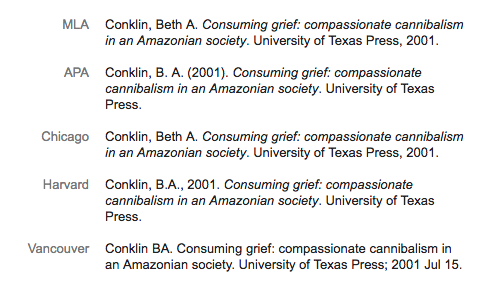 MLA Conklin, Beth A. Consuming grief: compassionate cannibalism
in an Amazonian society. University of Texas Press, 2001.
APA Conklin, B. A. (2001). Consuming grief: compassionate
cannibalism in an Amazonian society. University of Texas
Press.
Chicago Conklin, Beth A. Consuming grief: compassionate cannibalism
in an Amazonian society. University of Texas Press, 2001.
Harvard Conklin, B.A., 2001. Consuming grief: compassionate
cannibalism in an Amazonian society. University of Texas
Press.
Vancouver Conklin BA. Consuming grief: compassionate cannibalism in
an Amazonian society. University of Texas Press; 2001 Jul 15.